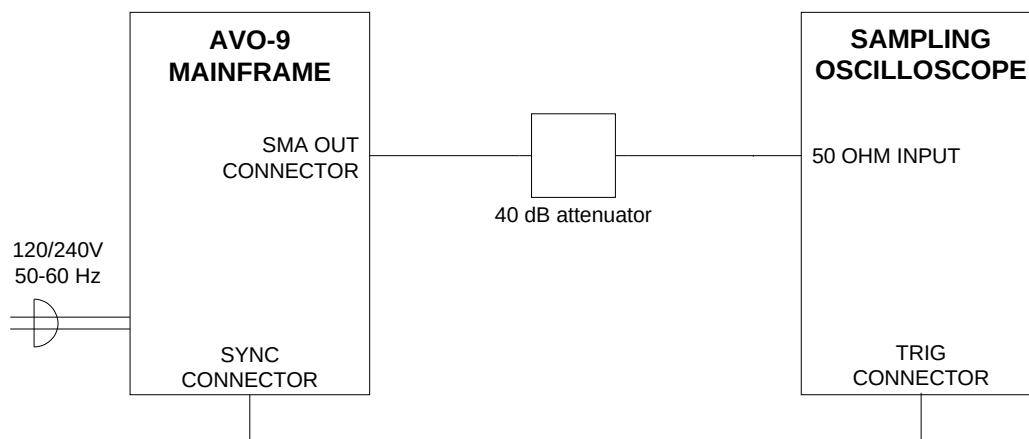 AVO-9
MAINFRAME
SMA OUT
CONNECTOR
120/240V
50-60 Hz
SYNC
CONNECTOR
40 dB attenuator
SAMPLING
OSCILLOSCOPE
50 OHM INPUT
TRIG
CONNECTOR